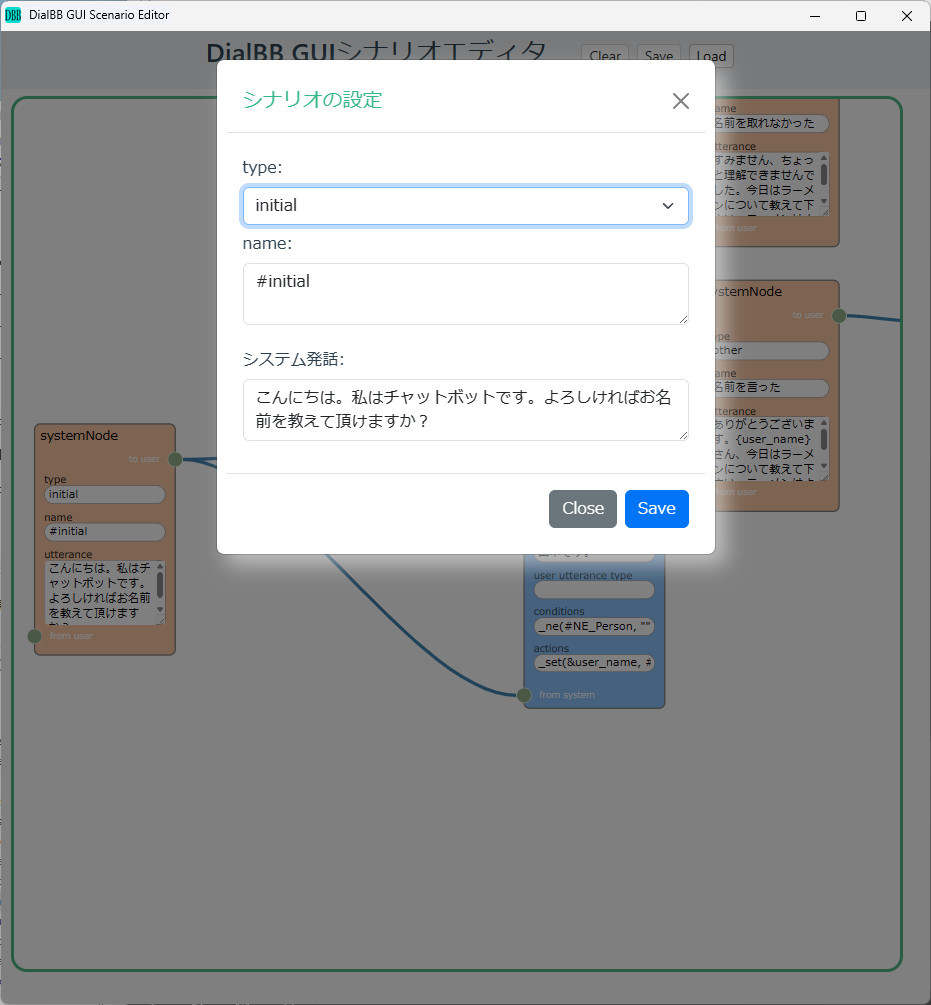 DBB DialBB GUI Scenario Editor
DialBB GUIシナリオエディタ
Clear Save Load
シナリオの設定
type:
initial
name:
#initial
システム発話:
こんにちは。私はチャットボットです。よろしければお名
前を教えて頂けますか？
Close Save
systemNode
to user
type
initial
name
#initial
utterance
こんにちは。私はチ
ャットボットです。
よろしければお名前
を教えて頂けます
from user
名前を取れなかった
すみません、ちょっ
と理解できませんで
した。今日はラーメ
ンについて教えて下
from user
stemNode
to user
other
名前を言った
ありがとうございま
す。{user_name}
さん、今日はラーメ
ンについて教えて下
from user
user utterance type
conditions
_ne(#NE_Person, ""
actions
_set(&user_name, #
from system